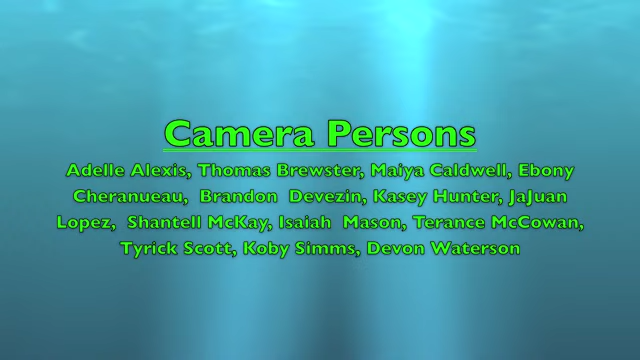 Camera Persons
Adelle Alexis, Thomas Brewster, Maiya Caldwell, Ebony
Cheranueau,  Brandon  Devezin, Kasey Hunter, JaJuan
Lopez,  Shantell McKay, Isaiah  Mason, Terance McCowan,
Tyrick Scott, Koby Simms, Devon Waterson